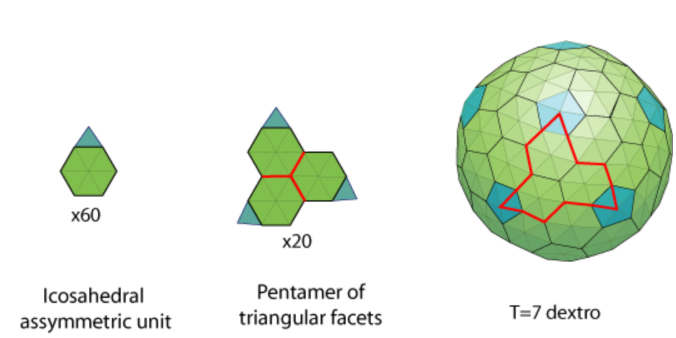 x60
x20
Icosahedral
assymmetric unit
Pentamer of
triangular facets
T=7 dextro